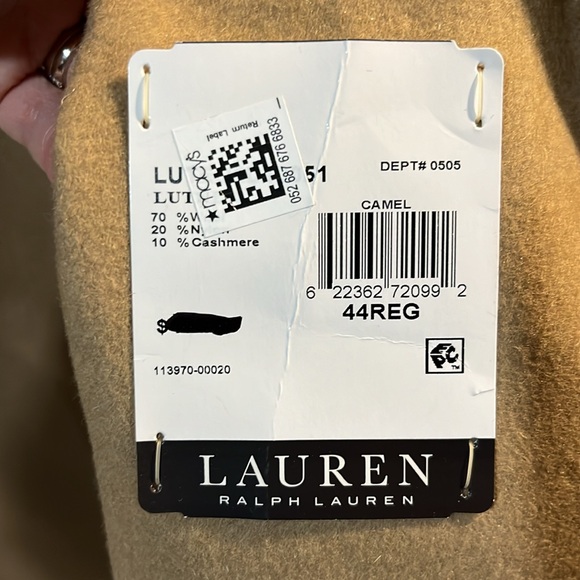 Return Label
★macy's
052 687 676 6833
LU 51
DEPT# 0505
LUT
CAMEL
70 %W
20 %N
10 %Cashmere
6 22362 72099 2
44REG
$
EPC™
113970-00020
LAUREN
RALPH LAUREN